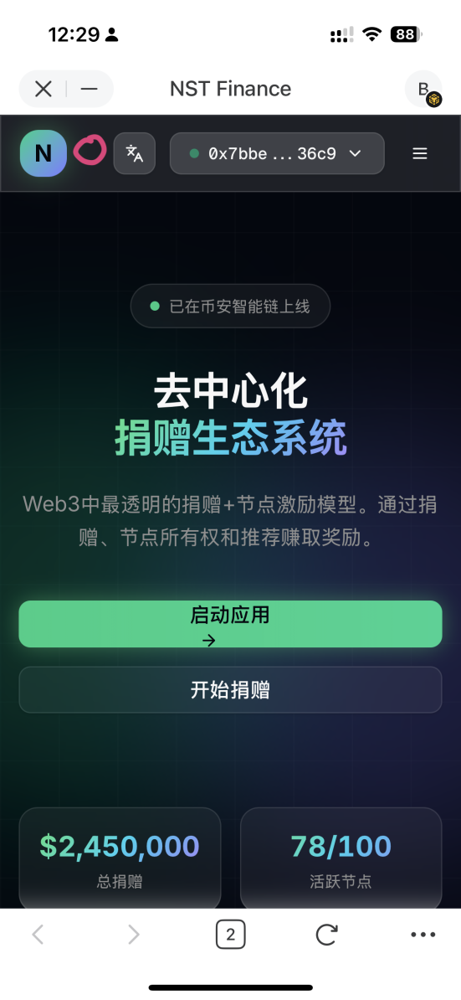 12:29
88
NST Finance
B
N
文A
0x7bbe ... 36c9
已在币安智能链上线
去中心化
捐赠生态系统
Web3中最透明的捐赠+节点激励模型。通过捐
赠、节点所有权和推荐赚取奖励。
启动应用
→
开始捐赠
$2,450,000
78/100
总捐赠
活跃节点
2